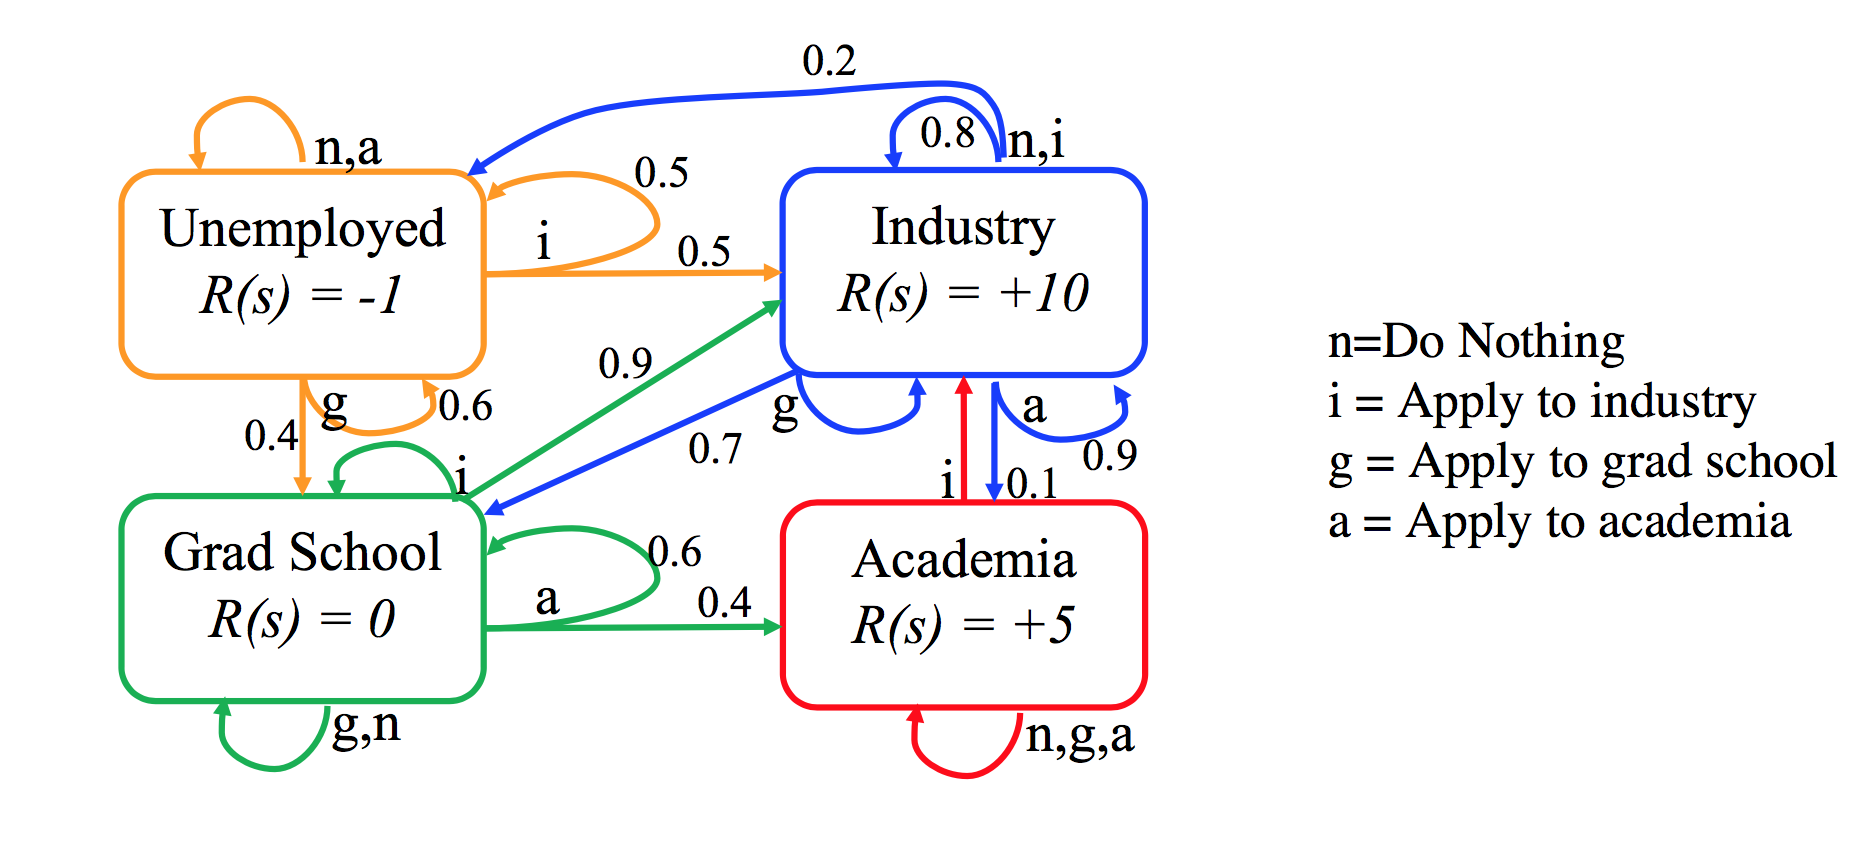 0.2
0.8
n,i
n,a
0.5
Unemployed
R(s) = -1
i
0.5
Industry
R(s) = +10
n=Do Nothing
i = Apply to industry
g = Apply to grad school
a = Apply to academia
0.9
g
0.6
0.4
g
a
0.7
0.9
i
i
0.1
Grad School
R(s) = 0
0.6
a
0.4
Academia
R(s) = +5
g,n
n,g,a